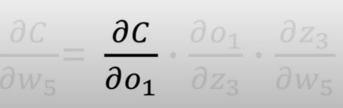 ∂C/∂w₅ = ∂C/∂o₁ · ∂o₁/∂z₃ · ∂z₃/∂w₅